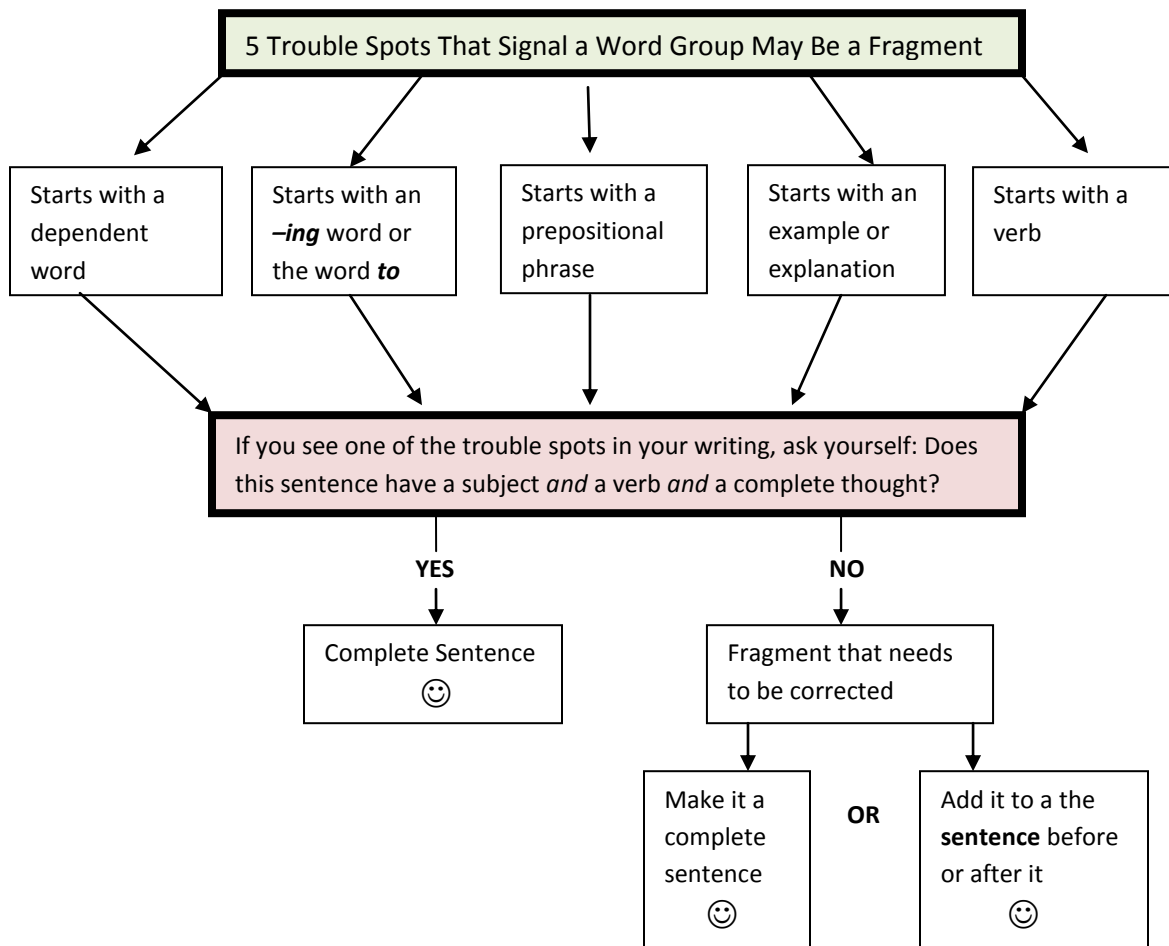 5 Trouble Spots That Signal a Word Group May Be a Fragment
Starts with a
dependent
word
Starts with an
–ing word or
the word to
Starts with a
prepositional
phrase
Starts with an
example or
explanation
Starts with a
verb
If you see one of the trouble spots in your writing, ask yourself: Does
this sentence have a subject and a verb and a complete thought?
YES
NO
Complete Sentence
☺
Fragment that needs
to be corrected
Make it a
complete
sentence
☺
OR
Add it to a the
sentence before
or after it
☺